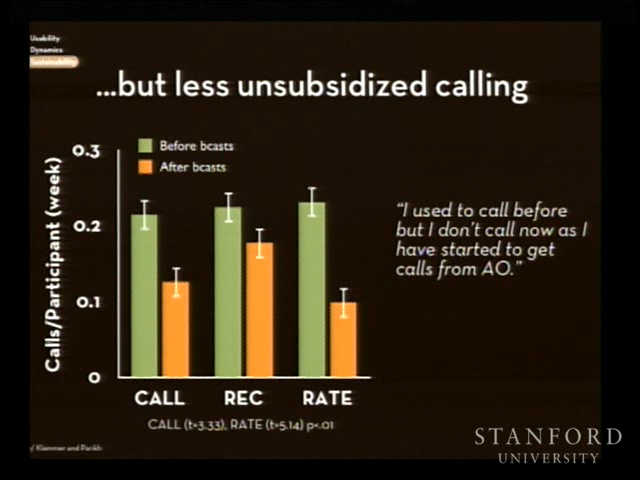 Usability
Dynamics
Sustainability
...but less unsubsidized calling
Before bcasts
After bcasts
0.3
0.2
0.1
0
Calls/Participant (week)
CALL REC RATE
CALL (t>3.33), RATE (t>5.14) p<.01
"I used to call before
but I don't call now as I
have started to get
calls from AO."
/ Klemmer and Parikh
STANFORD
UNIVERSITY